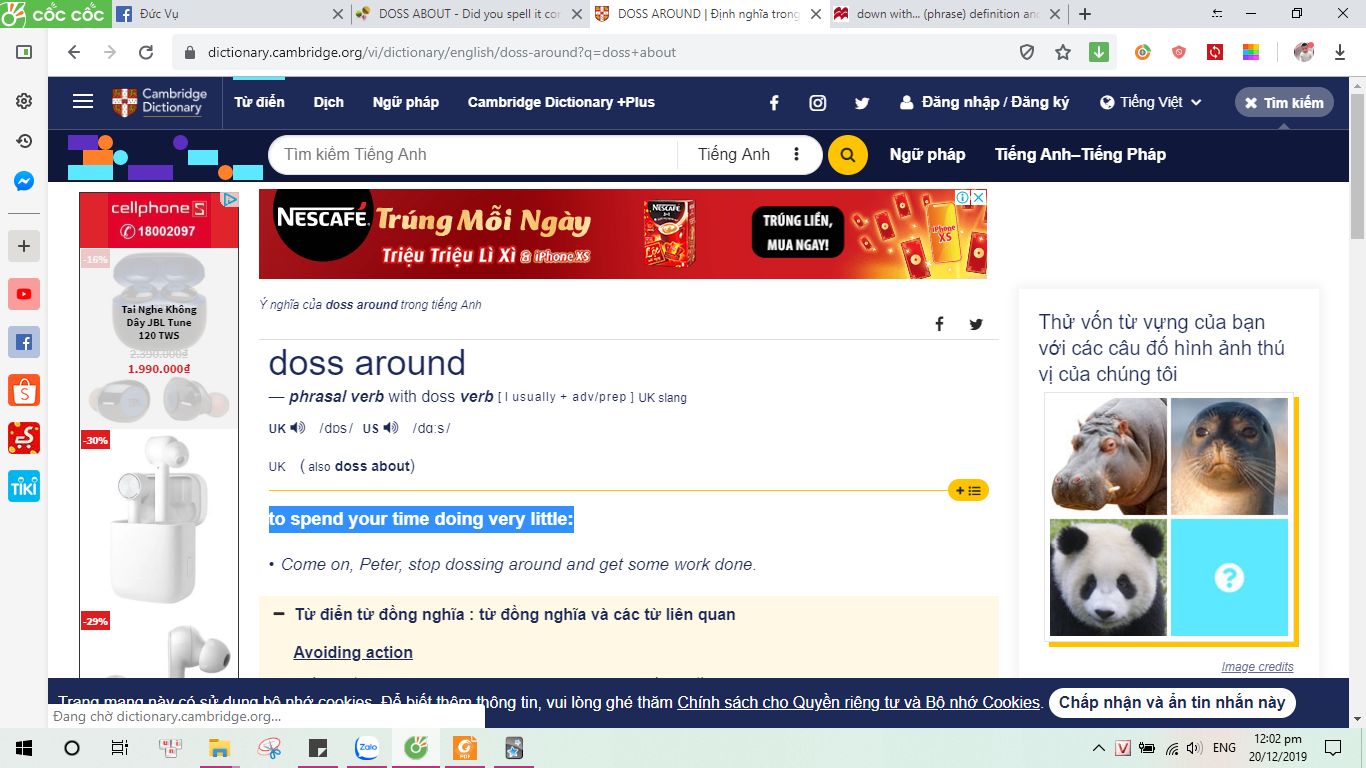 cốc cốc
Đức Vụ
DOSS ABOUT - Did you spell it cor
DOSS AROUND | Định nghĩa trong
down with... (phrase) definition and
dictionary.cambridge.org/vi/dictionary/english/doss-around?q=doss+about
Cambridge Dictionary
Từ điển
Dịch
Ngữ pháp
Cambridge Dictionary +Plus
Đăng nhập / Đăng ký
Tiếng Việt
Tìm kiếm
Tìm kiếm Tiếng Anh
Tiếng Anh
Ngữ pháp
Tiếng Anh–Tiếng Pháp
cellphoneS
18002097
-16%
Tai Nghe Không
Dây JBL Tune
120 TWS
2.390.000₫
1.990.000₫
-30%
-29%
NESCAFÉ
Trúng Mỗi Ngày
Triệu Triệu Lì Xì & iPhone XS
NESCAFÉ
TRÚNG LIỀN,
MUA NGAY!
iPhone
XS
Ý nghĩa của doss around trong tiếng Anh
doss around
— phrasal verb with doss verb [ I usually + adv/prep ] UK slang
UK /dɒs/ US /dɑːs/
UK ( also doss about)
to spend your time doing very little:
• Come on, Peter, stop dossing around and get some work done.
Từ điển từ đồng nghĩa : từ đồng nghĩa và các từ liên quan
Avoiding action
Thử vốn từ vựng của bạn
với các câu đố hình ảnh thú
vị của chúng tôi
?
Image credits
Trang mạng này có sử dụng bộ nhớ cookies. Để biết thêm thông tin, vui lòng ghé thăm Chính sách cho Quyền riêng tư và Bộ nhớ Cookies.
Chấp nhận và ẩn tin nhắn này
Đang chờ dictionary.cambridge.org...
TIKI
Zalo
PDF
V
ENG
12:02 pm
20/12/2019